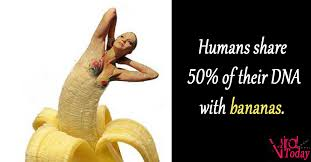 Humans share
50% of their DNA
with bananas.
Viral
Today